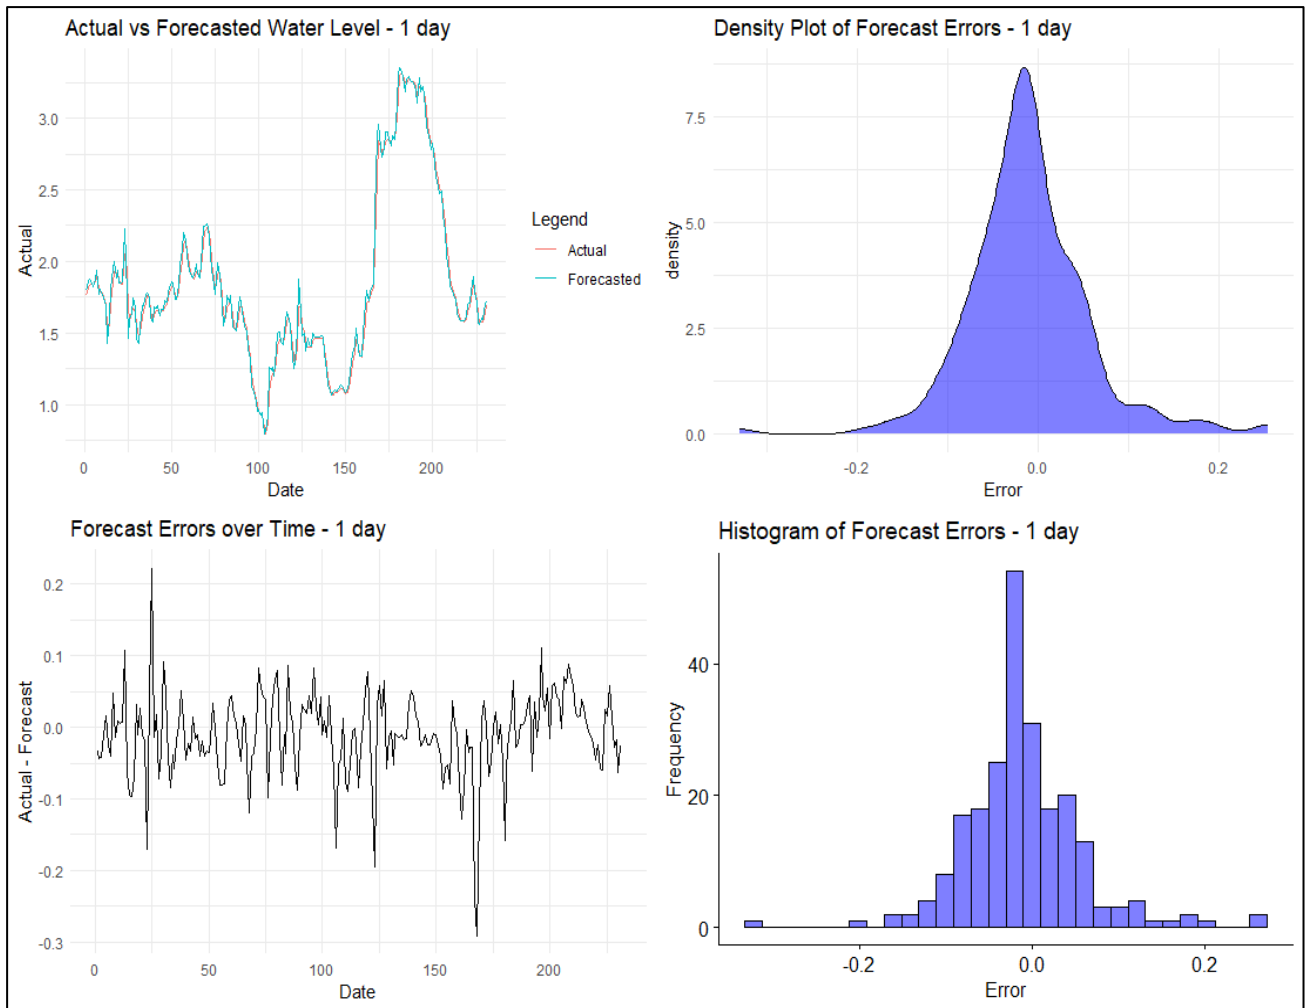 Actual vs Forecasted Water Level - 1 day
Actual
3.0
2.5
2.0
1.5
1.0
0
50
100
150
200
Date
Legend
Actual
Forecasted
Density Plot of Forecast Errors - 1 day
density
7.5
5.0
2.5
0.0
-0.2
0.0
0.2
Error
Forecast Errors over Time - 1 day
Actual - Forecast
0.2
0.1
0.0
-0.1
-0.2
-0.3
0
50
100
150
200
Date
Histogram of Forecast Errors - 1 day
Frequency
40
20
0
-0.2
0.0
0.2
Error